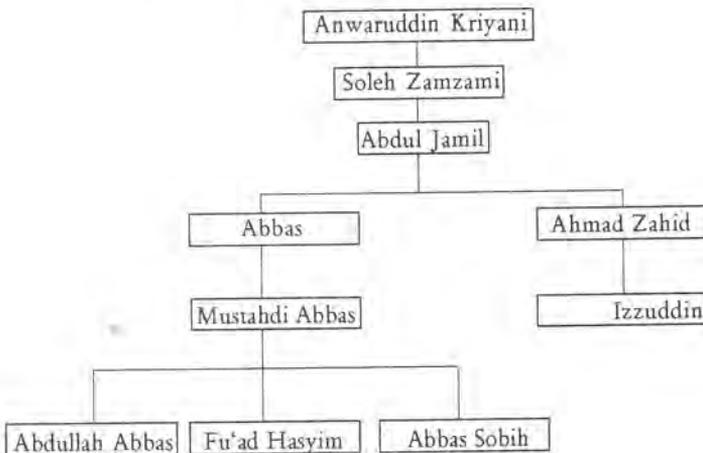 Anwaruddin Kriyani
Soleh Zamzami
Abdul Jamil
Abbas
Ahmad Zahid
Mustahdi Abbas
Izzuddin
Abdullah Abbas
Fu'ad Hasyim
Abbas Sobih